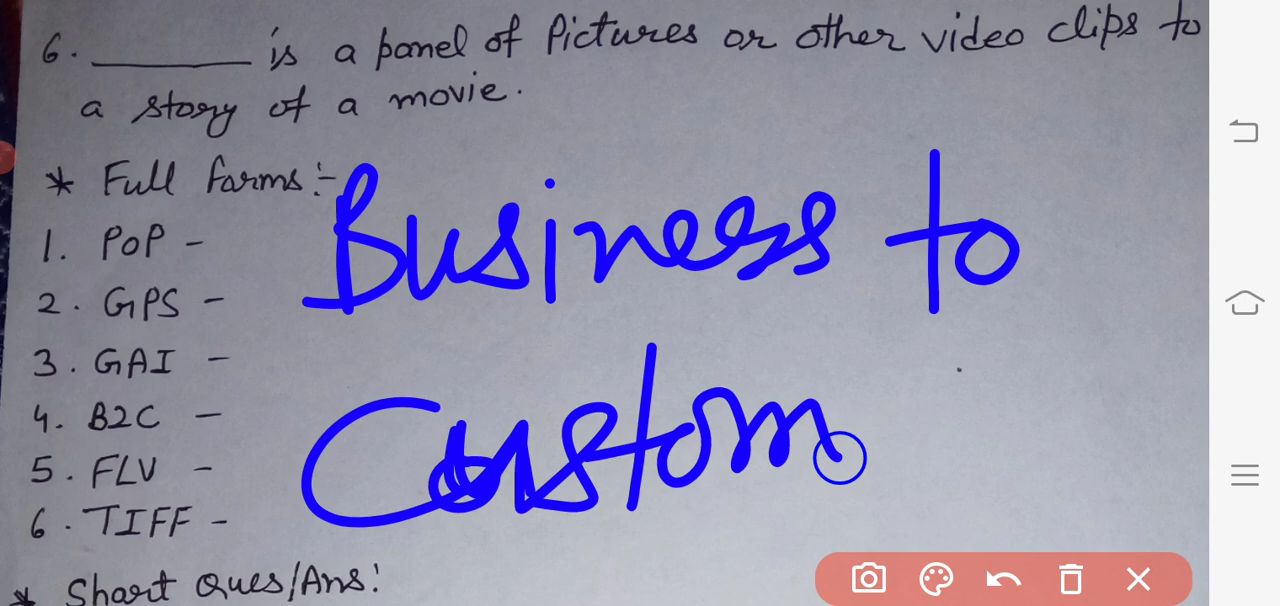 6. ________ is a panel of Pictures or other video clips to
a story of a movie.
* Full forms:-
1. POP -
2. GPS -
3. GAI -
4. B2C -
5. FLV -
6. TIFF -
Business to
Custom
* Short Ques/Ans: